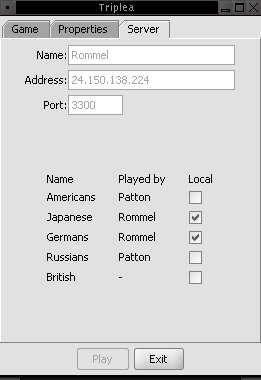 Triplea
Game Properties Server
Name: Rommel
Address: 24.150.138.224
Port: 3300
Name Played by Local
Americans Patton
Japanese Rommel
Germans Rommel
Russians Patton
British -
Play Exit